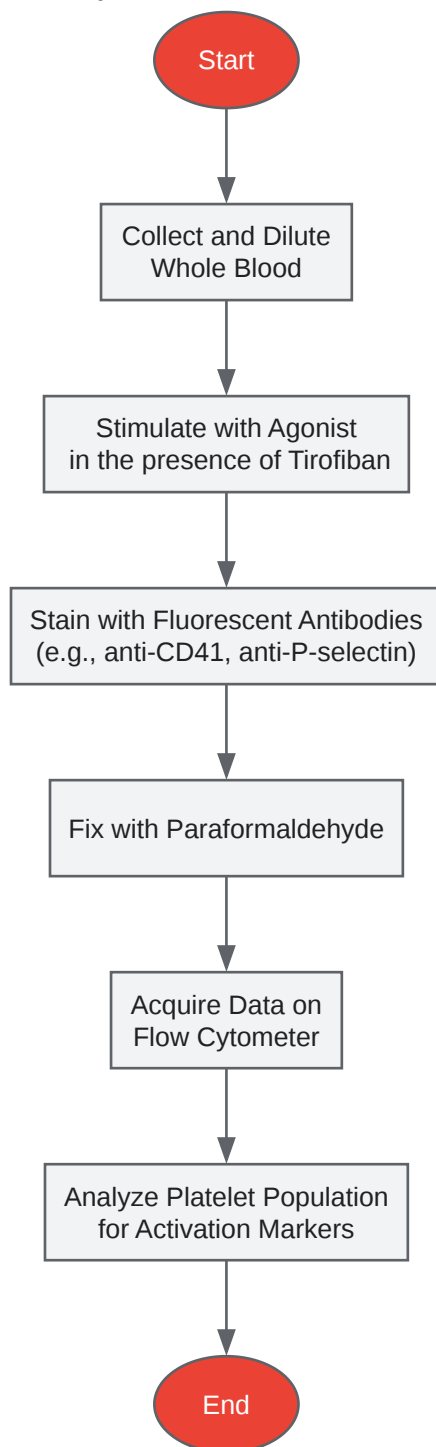 Start
Collect and Dilute
Whole Blood
Stimulate with Agonist
in the presence of Tirofiban
Stain with Fluorescent Antibodies
(e.g., anti-CD41, anti-P-selectin)
Fix with Paraformaldehyde
Acquire Data on
Flow Cytometer
Analyze Platelet Population
for Activation Markers
End